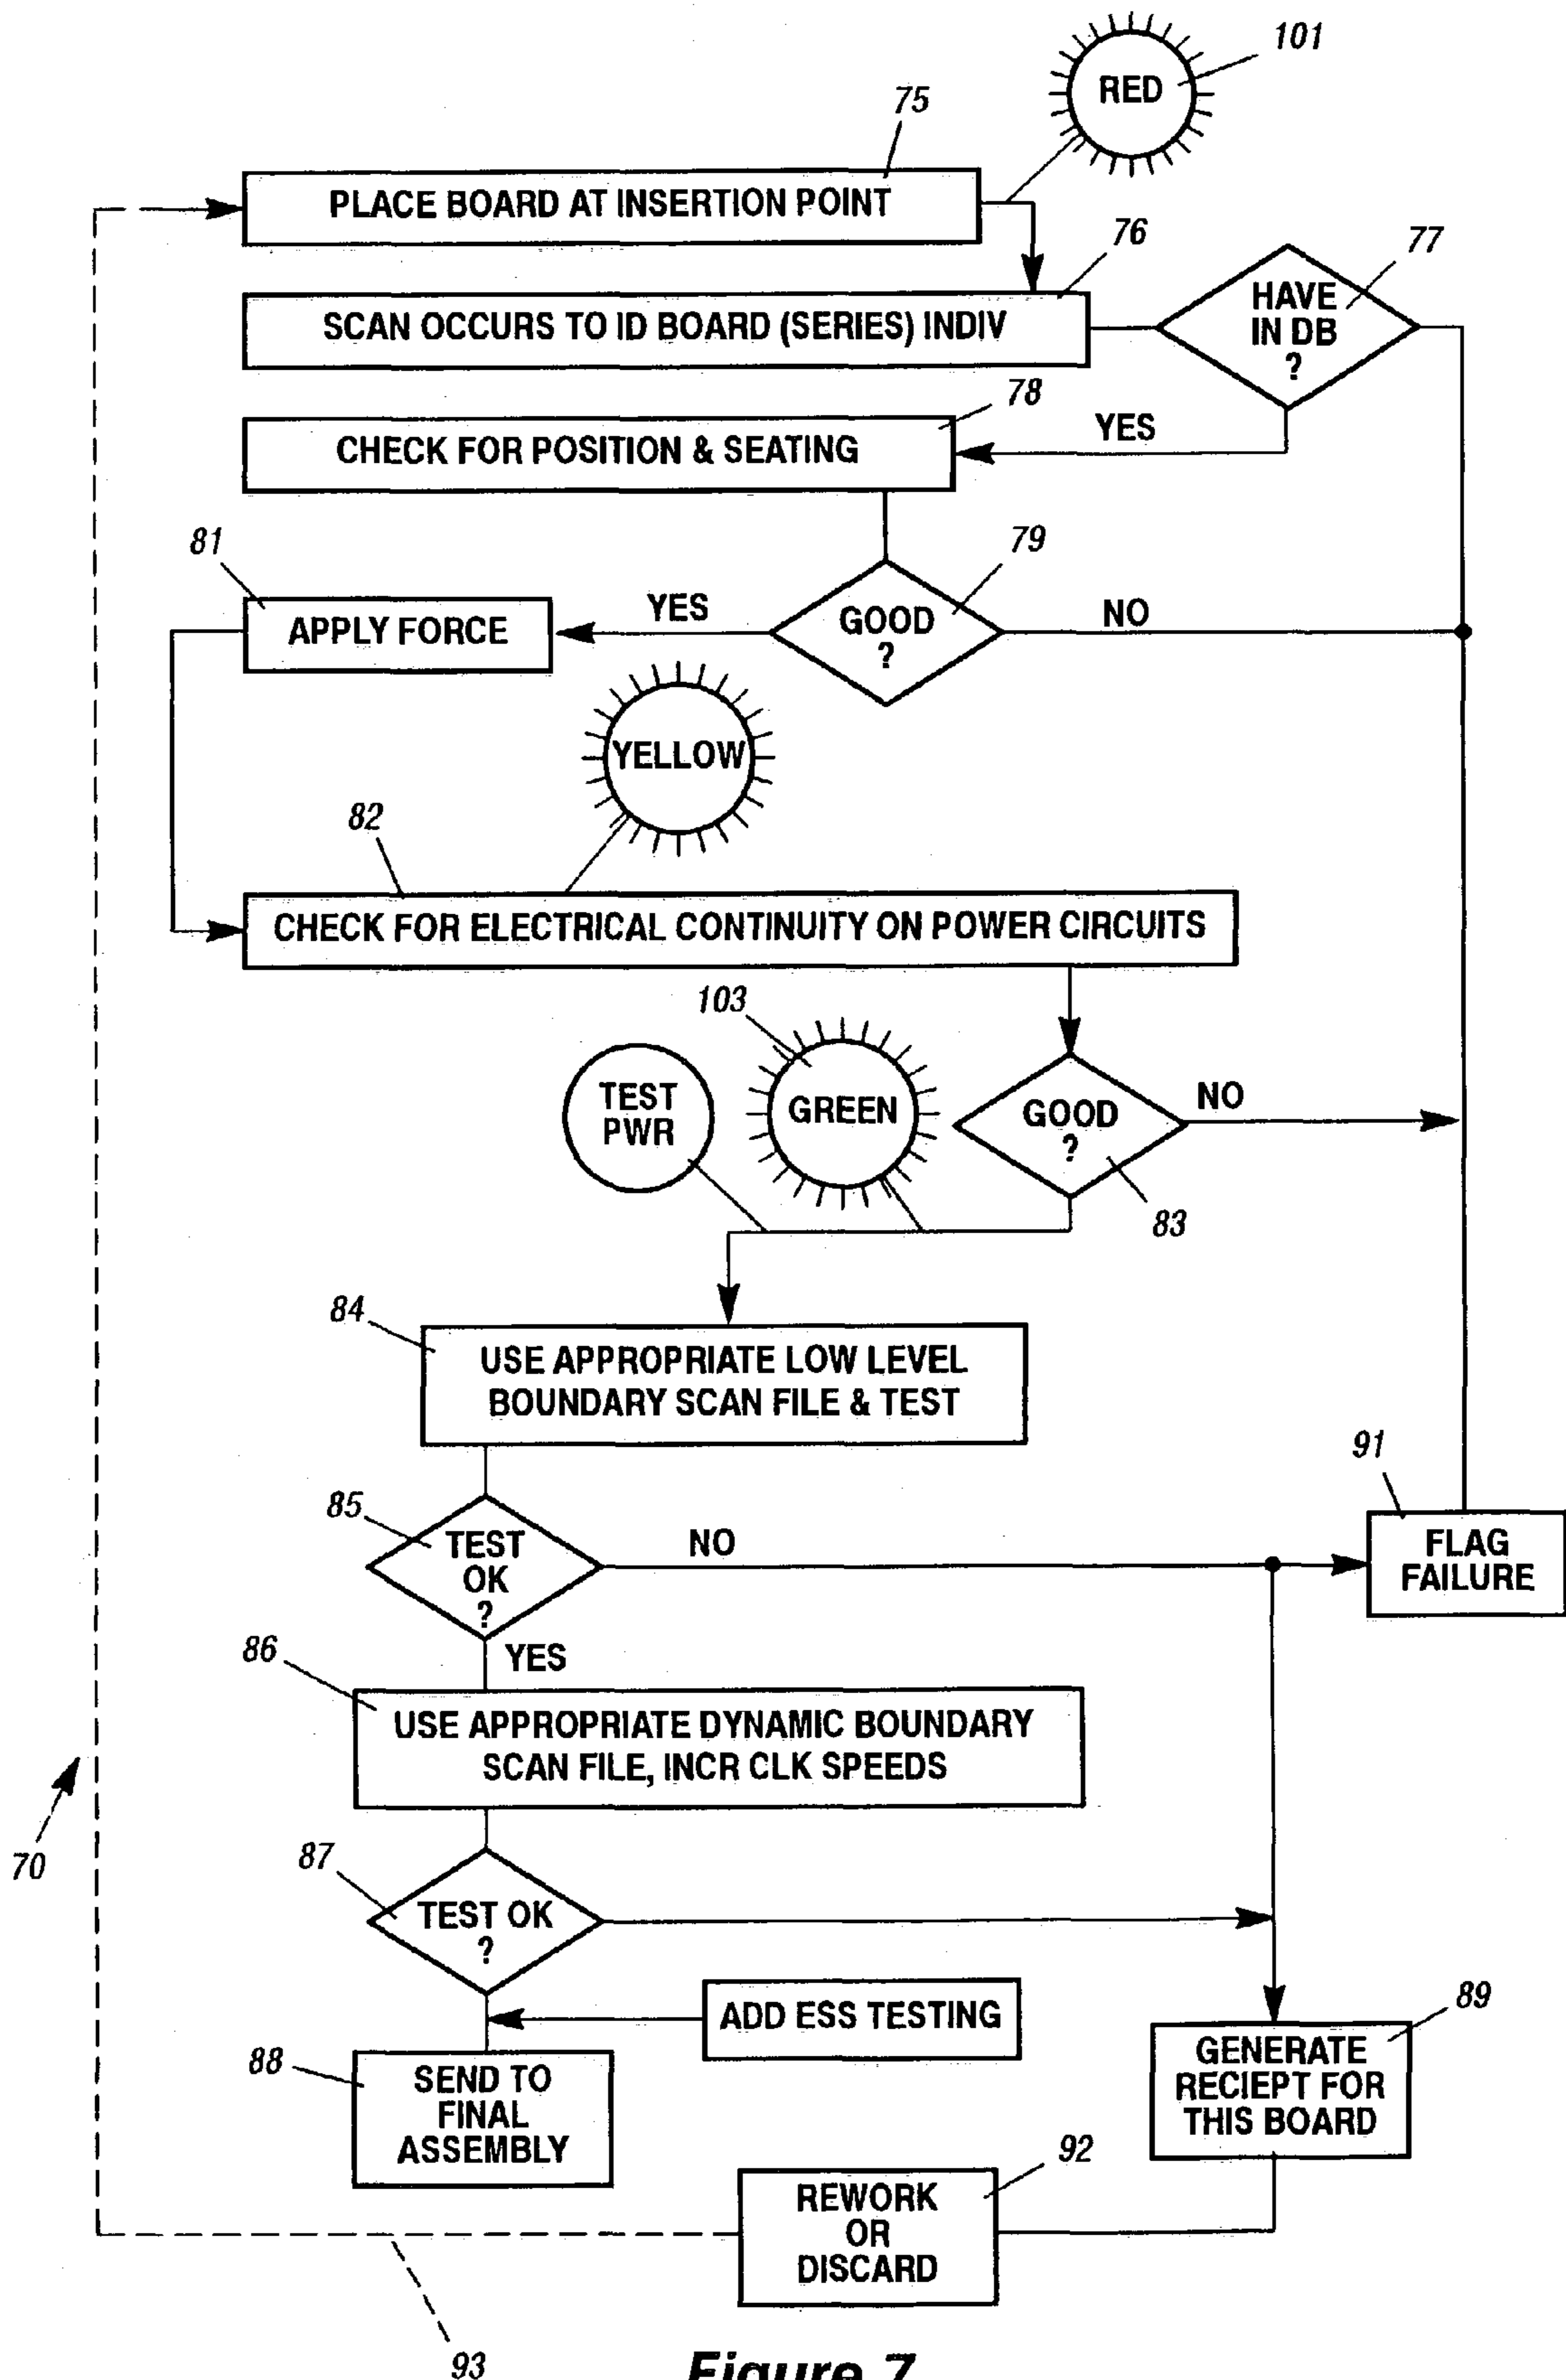 RED
101
75
PLACE BOARD AT INSERTION POINT
76
77
SCAN OCCURS TO ID BOARD (SERIES) INDIV
HAVE
IN DB
?
78
CHECK FOR POSITION & SEATING
YES
81
79
APPLY FORCE
YES
GOOD
?
NO
YELLOW
82
CHECK FOR ELECTRICAL CONTINUITY ON POWER CIRCUITS
103
TEST
PWR
GREEN
GOOD
?
NO
83
84
USE APPROPRIATE LOW LEVEL
BOUNDARY SCAN FILE & TEST
91
85
TEST
OK
?
NO
FLAG
FAILURE
YES
86
USE APPROPRIATE DYNAMIC BOUNDARY
SCAN FILE, INCR CLK SPEEDS
70
87
TEST OK
?
ADD ESS TESTING
89
88
SEND TO
FINAL
ASSEMBLY
GENERATE
RECIEPT FOR
THIS BOARD
92
REWORK
OR
DISCARD
93
Figure 7